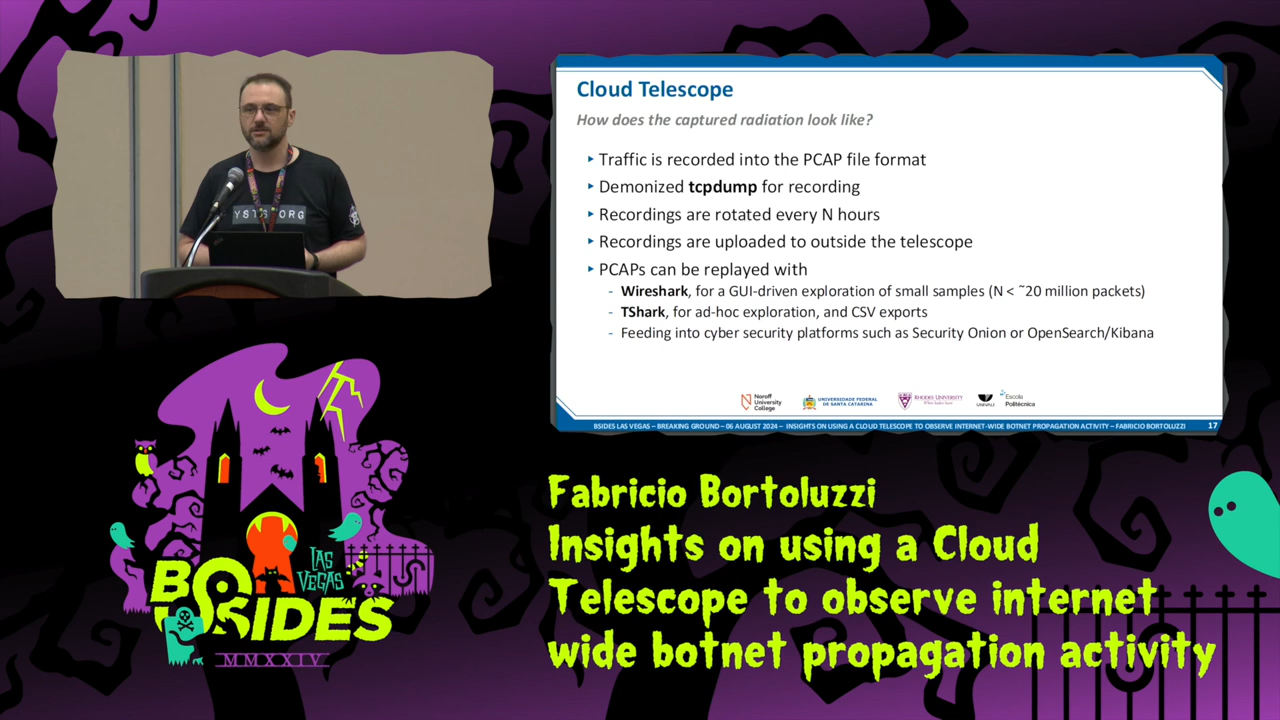 YSTS.ORG
Cloud Telescope
How does the captured radiation look like?
Traffic is recorded into the PCAP file format
Demonized tcpdump for recording
Recordings are rotated every N hours
Recordings are uploaded to outside the telescope
PCAPs can be replayed with
- Wireshark, for a GUI-driven exploration of small samples (N < ~20 million packets)
- TShark, for ad-hoc exploration, and CSV exports
- Feeding into cyber security platforms such as Security Onion or OpenSearch/Kibana
Noroff
University
College
UNIVERSIDADE FEDERAL
DE SANTA CATARINA
RHODES UNIVERSITY
Where leaders learn
UNIVALI
Escola
Politécnica
BSIDES LAS VEGAS – BREAKING GROUND – 06 AUGUST 2024 – INSIGHTS ON USING A CLOUD TELESCOPE TO OBSERVE INTERNET-WIDE BOTNET PROPAGATION ACTIVITY – FABRICIO BORTOLUZZI 17
LAS
VEGAS
BSIDES
MMXXIV
Fabricio Bortoluzzi
Insights on using a Cloud
Telescope to observe internet
wide botnet propagation activity